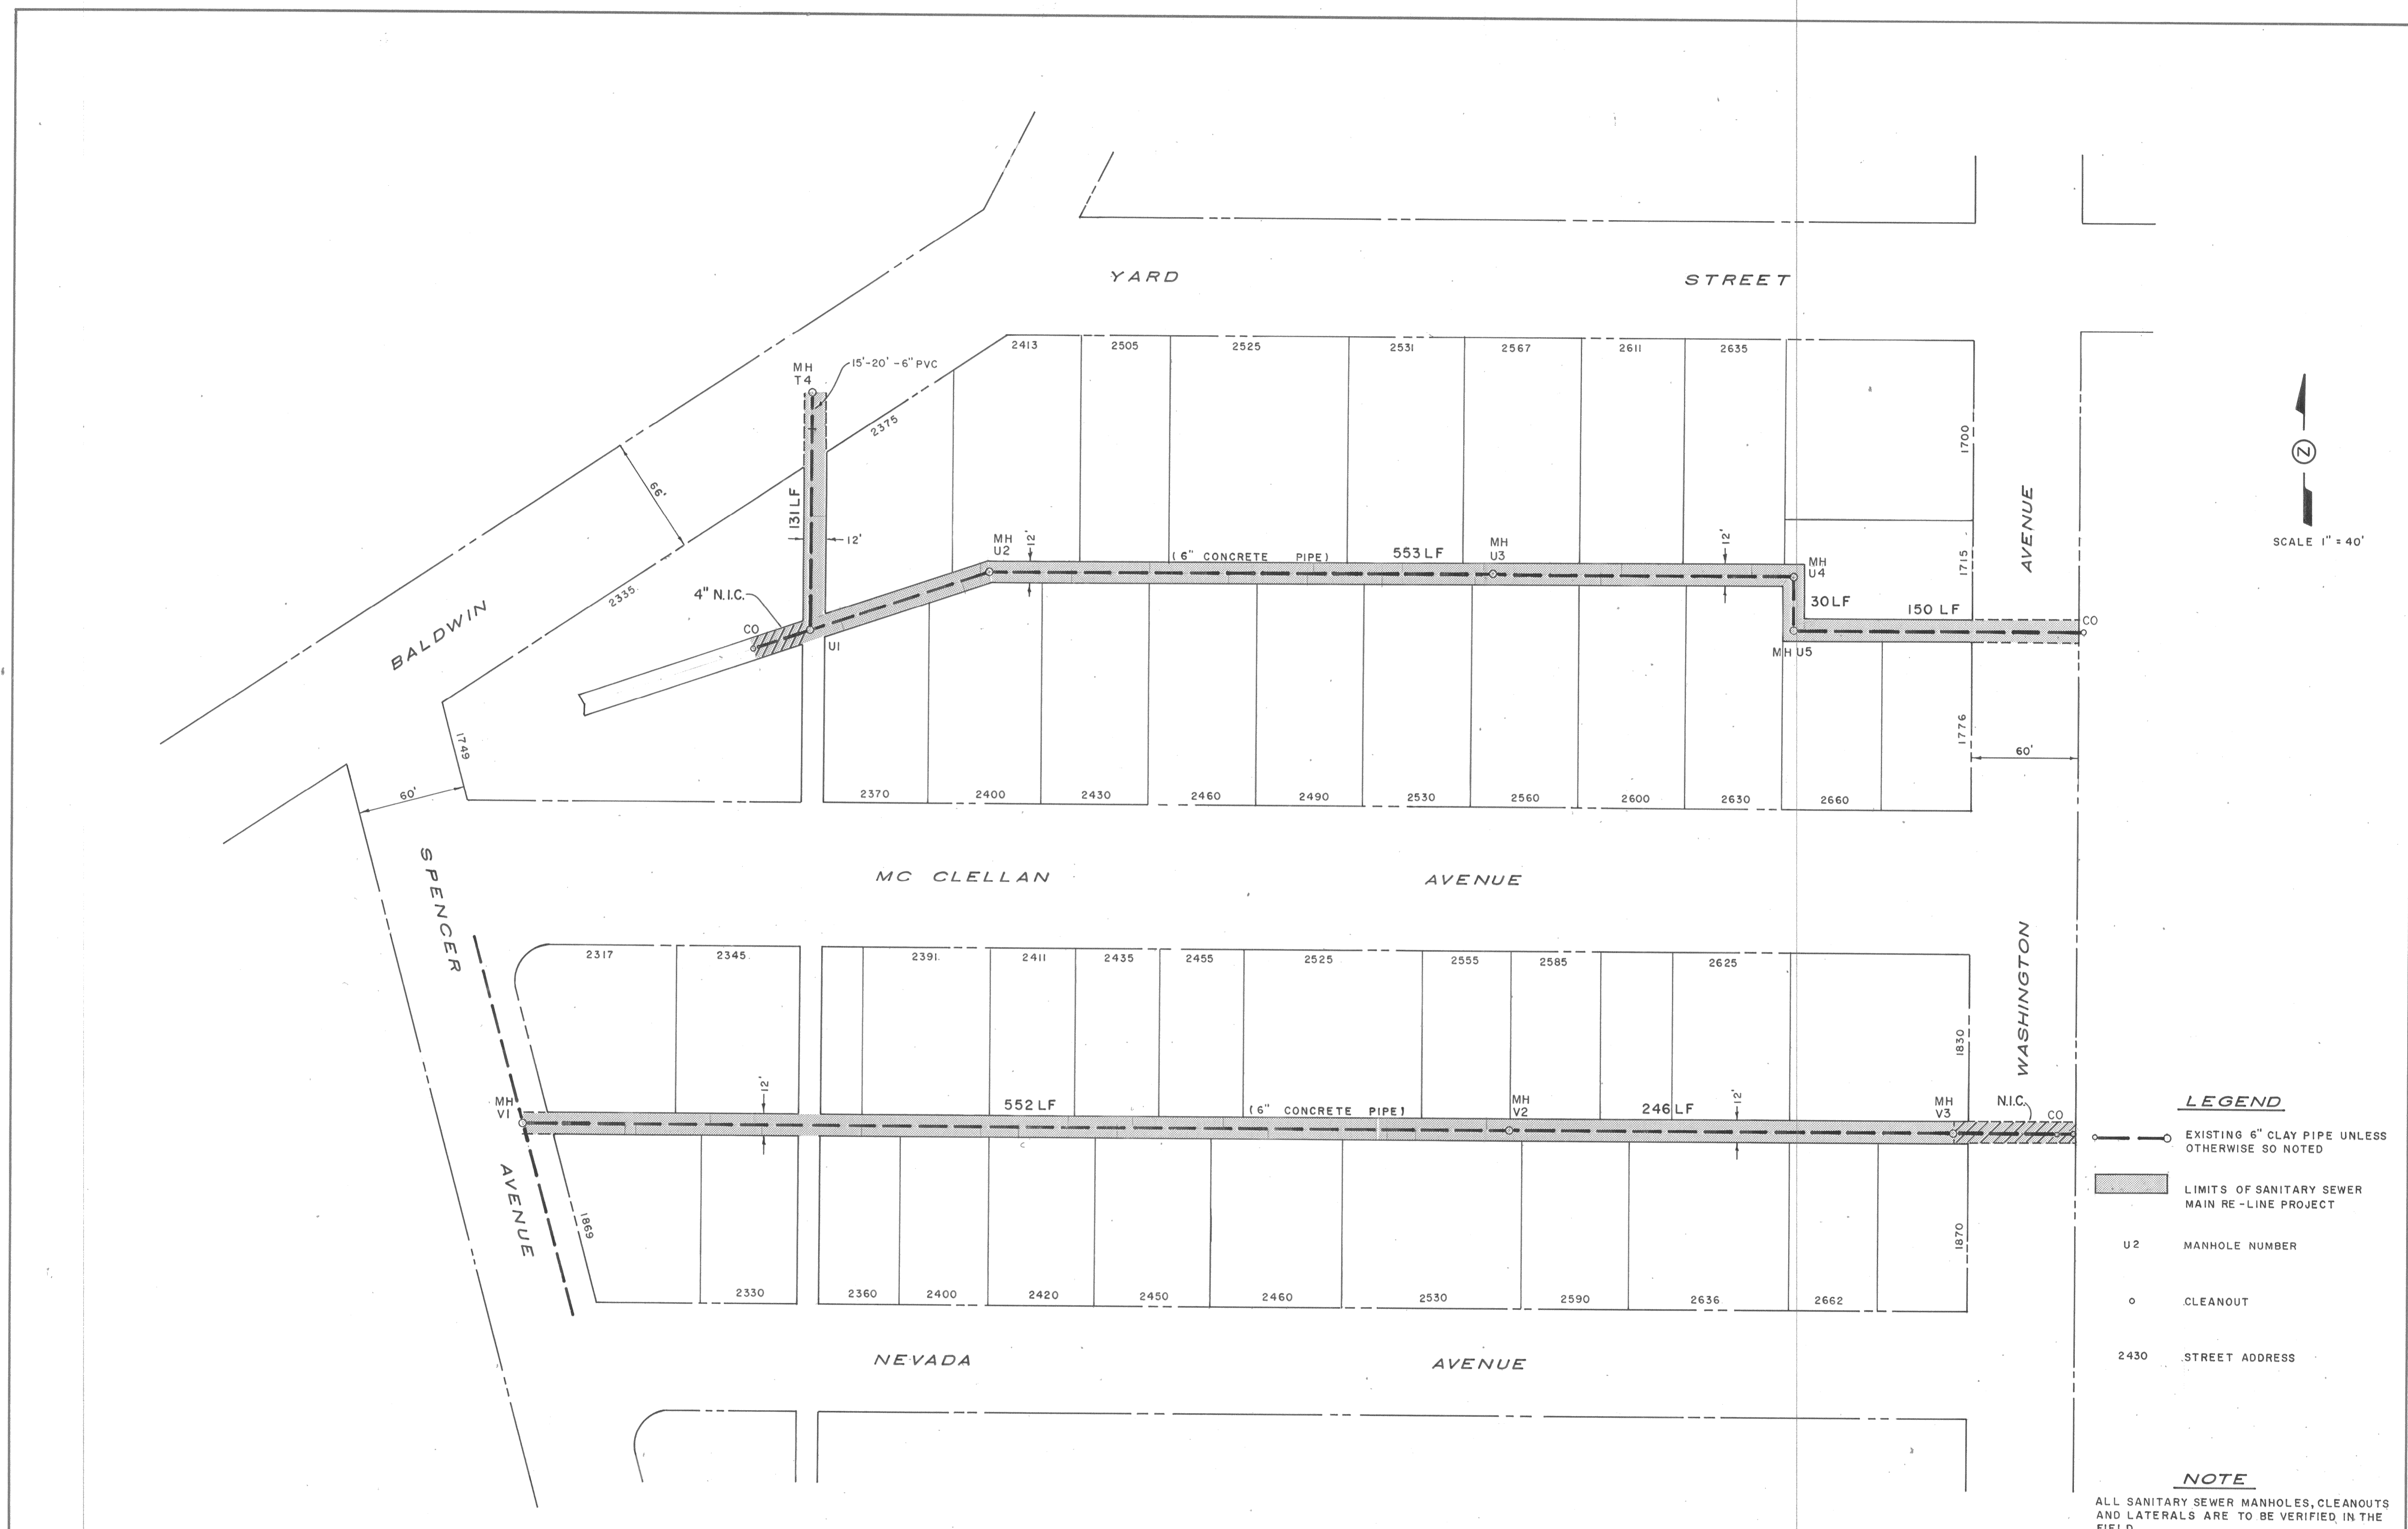 YARD STREET
2413 2505 2525 2531 2567 2611 2635
MH
T4
15'-20'-6" PVC
2375
66'
131 LF
12'
1700
AVENUE
Z
SCALE 1" = 40'
MH
U2
12'
(6" CONCRETE PIPE)
553 LF
MH
U3
12'
MH
U4
1715
2335
4" N.I.C.
CO
U1
30 LF
150 LF
CO
MH U5
BALDWIN
1749
60'
1776
60'
2370 2400 2430 2460 2490 2530 2560 2600 2630 2660
SPENCER
MC CLELLAN AVENUE
2317 2345 2391 2411 2435 2455 2525 2555 2585 2625
WASHINGTON
1830
MH
V1
12'
552 LF
(6" CONCRETE PIPE)
MH
V2
246 LF
12'
MH
V3
N.I.C.
CO
AVENUE
1869
1870
2330 2360 2400 2420 2450 2460 2530 2590 2636 2662
NEVADA AVENUE
LEGEND
EXISTING 6" CLAY PIPE UNLESS
OTHERWISE SO NOTED
LIMITS OF SANITARY SEWER
MAIN RE-LINE PROJECT
U2 MANHOLE NUMBER
CLEANOUT
2430 STREET ADDRESS
NOTE
ALL SANITARY SEWER MANHOLES, CLEANOUTS
AND LATERALS ARE TO BE VERIFIED IN THE
FIELD